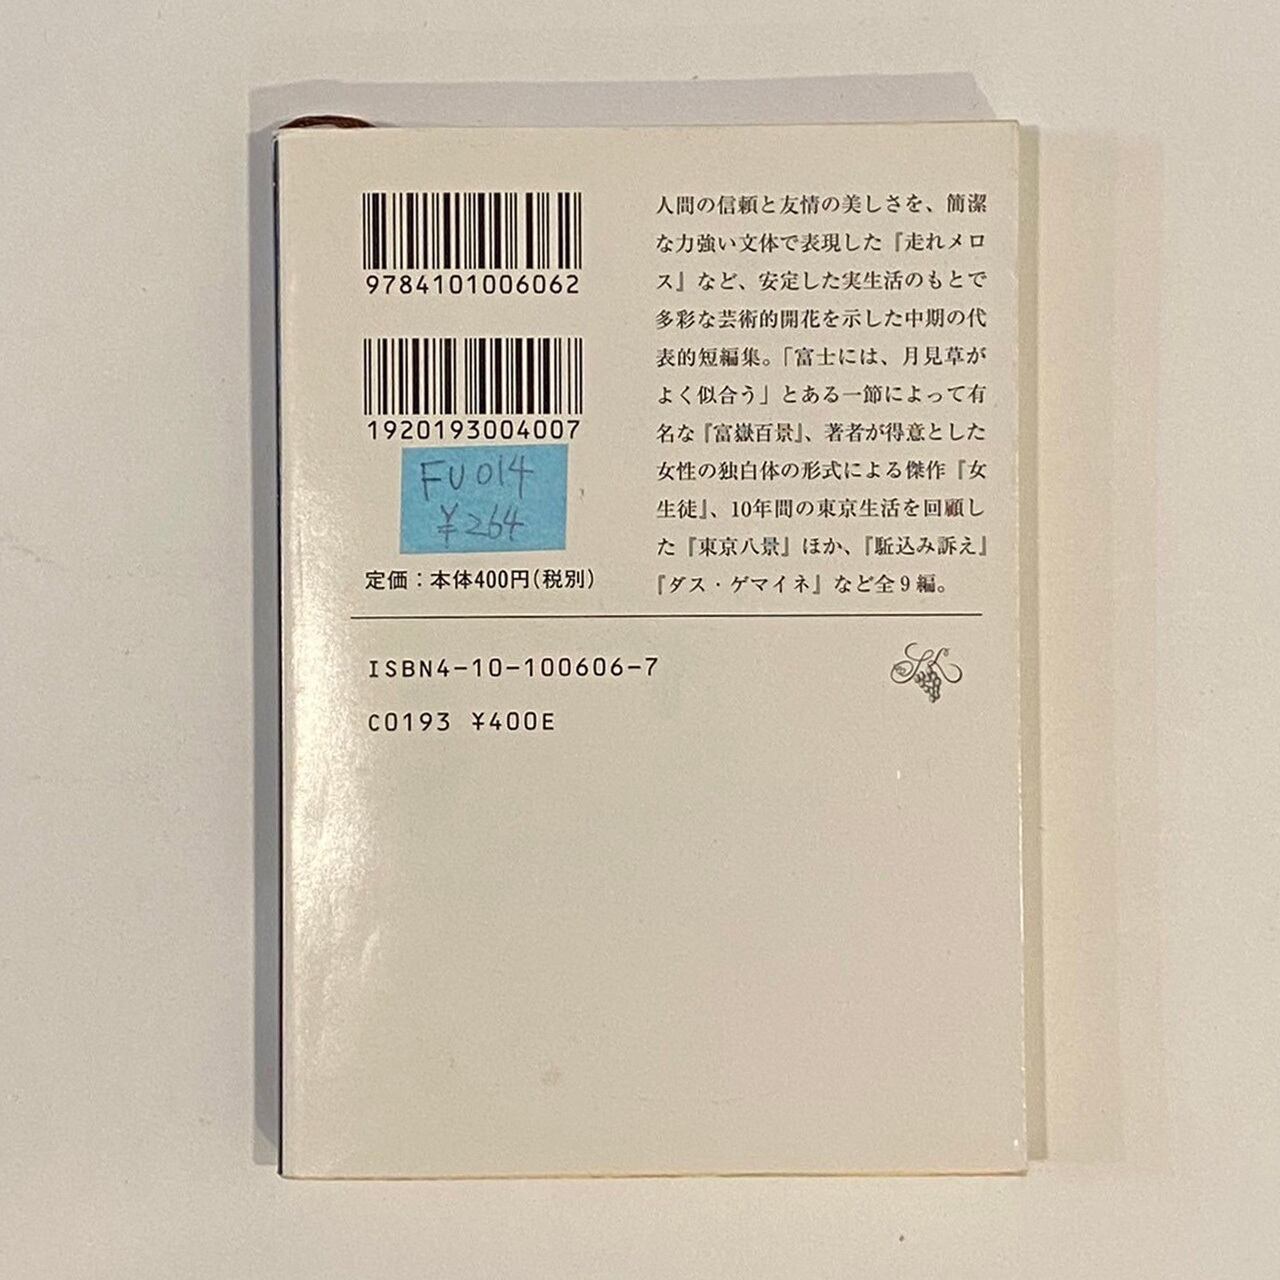 9784101006062
1920193004007
FU014
¥264
定価：本体400円(税別)
人間の信頼と友情の美しさを、簡潔
な力強い文体で表現した『走れメロ
ス』など、安定した実生活のもとで
多彩な芸術的開花を示した中期の代
表的短編集。「富士には、月見草が
よく似合う」とある一節によって有
名な『富嶽百景』、著者が得意とした
女性の独白体の形式による傑作『女
生徒』、10年間の東京生活を回顧し
た『東京八景』ほか、『駈込み訴え』
『ダス・ゲマイネ』など全9編。
ISBN4-10-100606-7
C0193 ¥400E